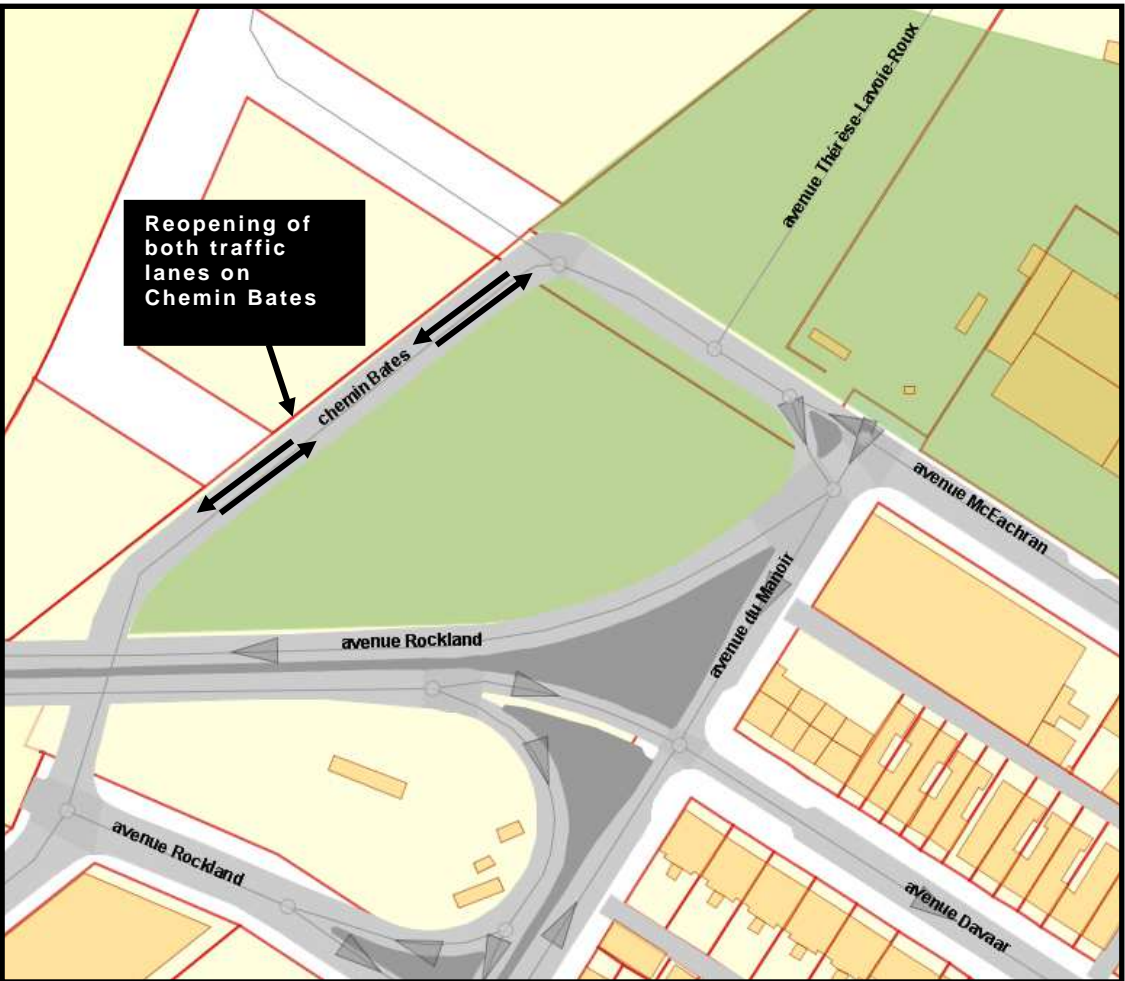 avenue Thérèse-Lavoie-Roux
Reopening of
both traffic
lanes on
Chemin Bates
chemin Bates
avenue McEachran
avenue du Manoir
avenue Rockland
avenue Rockland
avenue Davaar